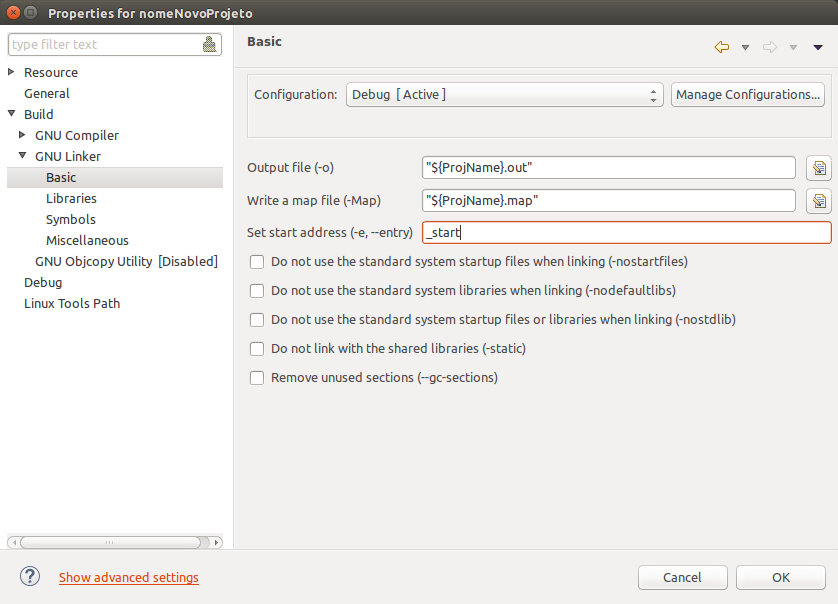 Properties for nomeNovoProjeto
type filter text
Resource
General
Build
GNU Compiler
GNU Linker
Basic
Libraries
Symbols
Miscellaneous
GNU Objcopy Utility [Disabled]
Debug
Linux Tools Path
Basic
Configuration: Debug [ Active ] Manage Configurations...
Output file (-o) "${ProjName}.out"
Write a map file (-Map) "${ProjName}.map"
Set start address (-e, --entry) _start
Do not use the standard system startup files when linking (-nostartfiles)
Do not use the standard system libraries when linking (-nodefaultlibs)
Do not use the standard system startup files or libraries when linking (-nostdlib)
Do not link with the shared libraries (-static)
Remove unused sections (--gc-sections)
? Show advanced settings Cancel OK